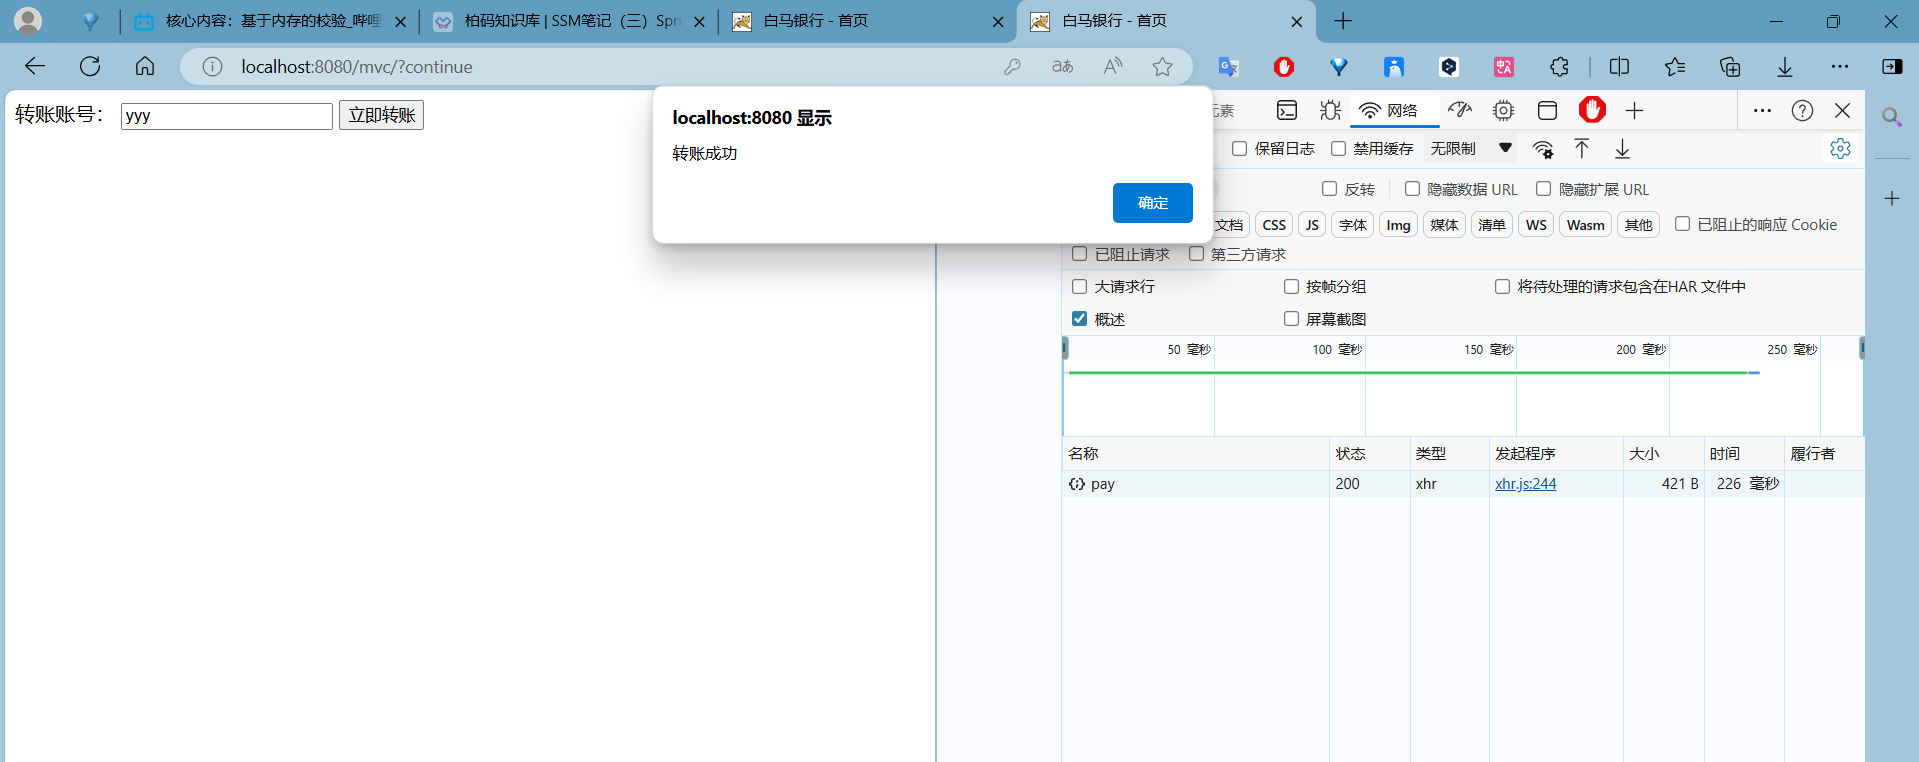 核心内容：基于内存的校验_哔哩
柏码知识库 | SSM笔记（三）Spri
白马银行 - 首页
白马银行 - 首页
localhost:8080/mvc/?continue
转账账号：
yyy
立即转账
localhost:8080 显示
转账成功
确定
元素
网络
保留日志
禁用缓存
无限制
反转
隐藏数据 URL
隐藏扩展 URL
文档
CSS
JS
字体
Img
媒体
清单
WS
Wasm
其他
已阻止的响应 Cookie
已阻止请求
第三方请求
大请求行
按帧分组
将待处理的请求包含在HAR 文件中
概述
屏幕截图
50 毫秒
100 毫秒
150 毫秒
200 毫秒
250 毫秒
名称 状态 类型 发起程序 大小 时间 履行者
pay 200 xhr xhr.js:244 421 B 226 毫秒